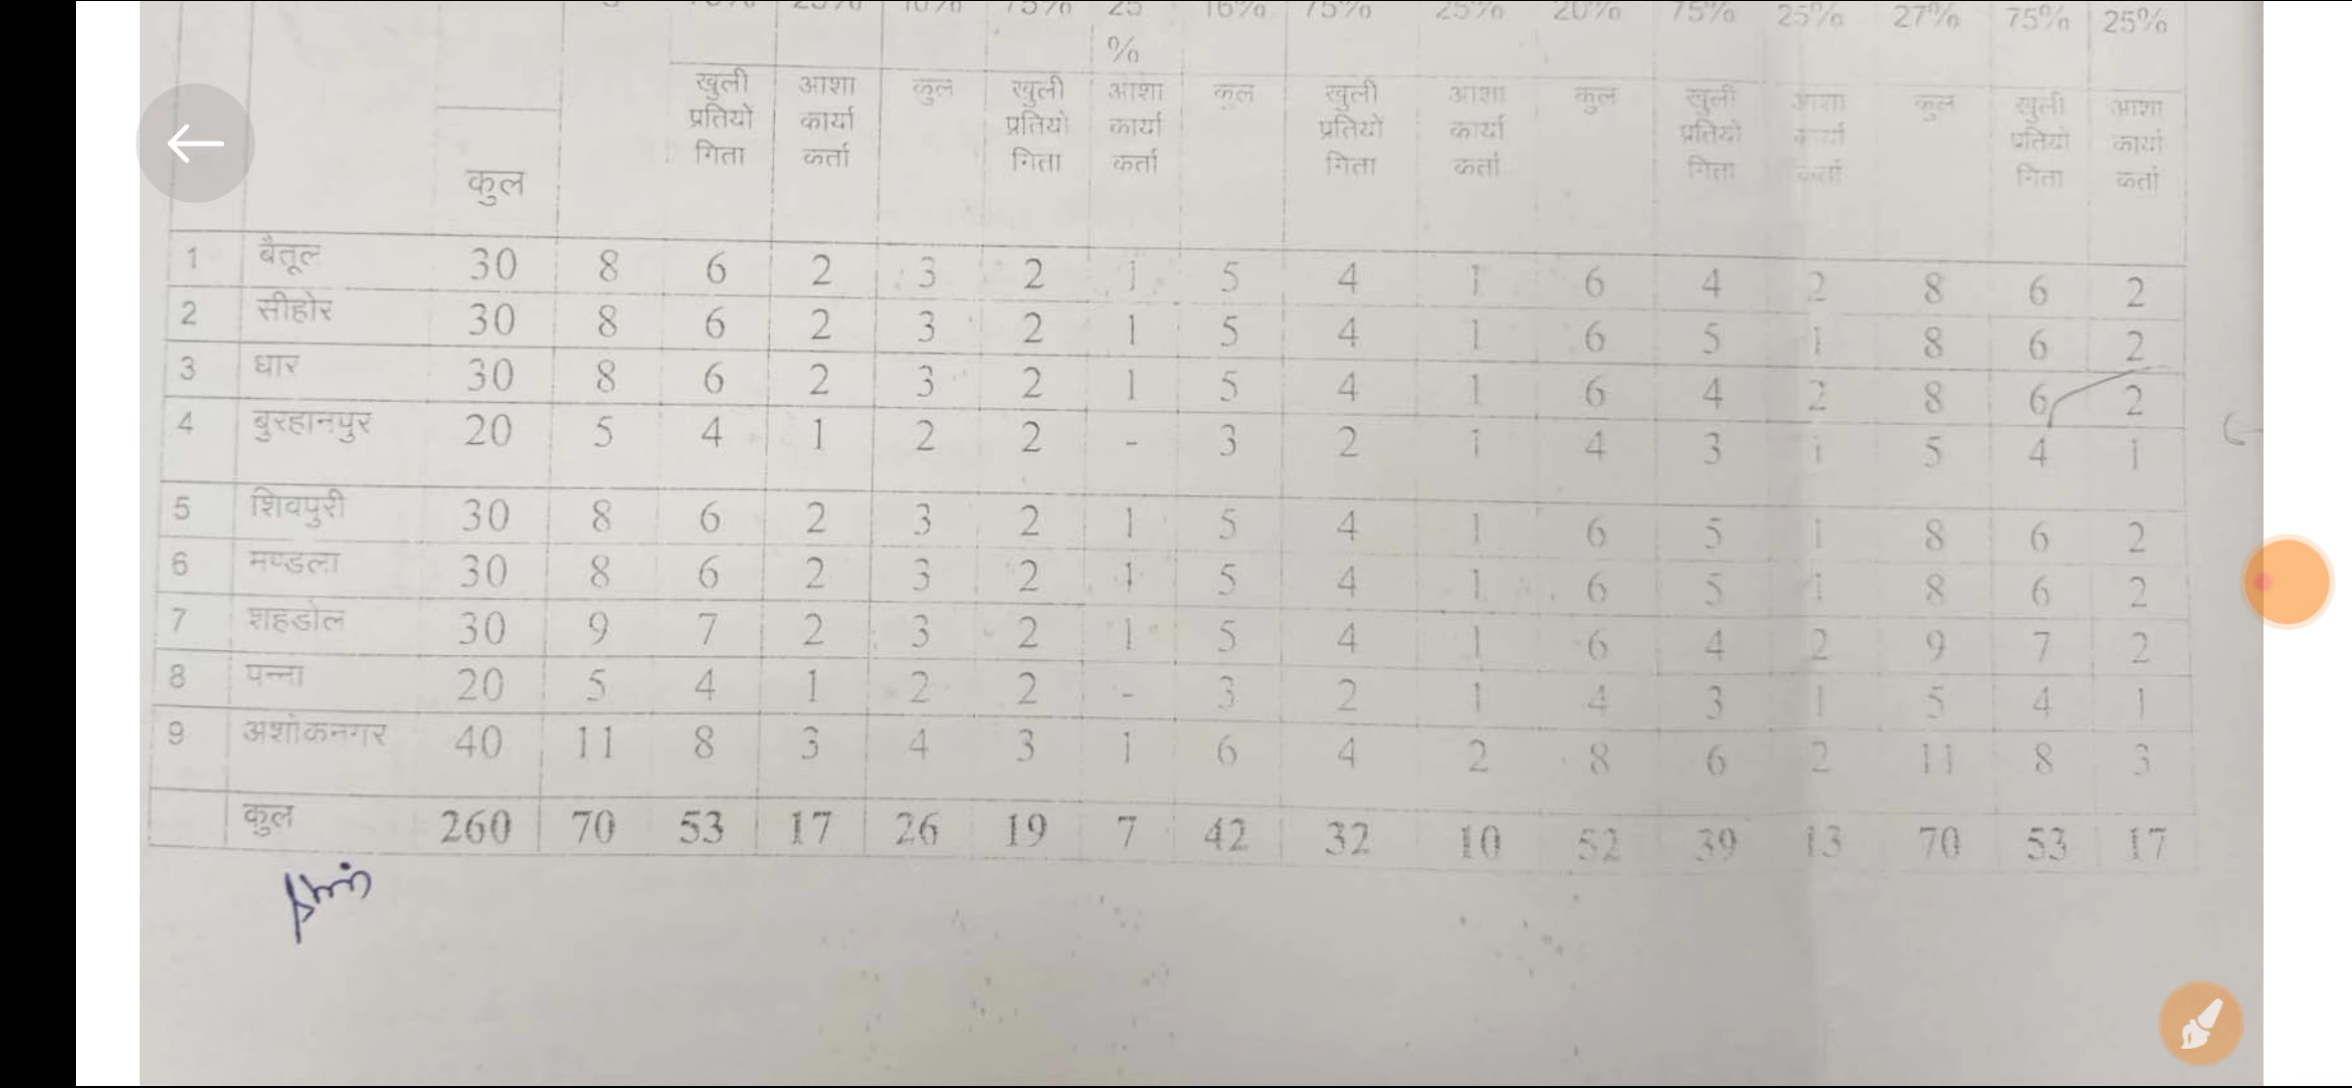 75% 25% 10% 75% 25 % 16% 75% 25% 20% 75% 25% 27% 75% 25%
कुल खुली प्रतियो गिता आशा कार्या कर्ता कुल खुली प्रतियो गिता आशा कार्या कर्ता कुल खुली प्रतियो गिता आशा कार्या कर्ता कुल खुली प्रतियो गिता आशा कार्या कर्ता कुल खुली प्रतियो गिता आशा कार्या कर्ता
1 बैतूल 30 8 6 2 3 2 1 5 4 1 6 4 2 8 6 2
2 सीहोर 30 8 6 2 3 2 1 5 4 1 6 5 1 8 6 2
3 धार 30 8 6 2 3 2 1 5 4 1 6 4 2 8 6 2
4 बुरहानपुर 20 5 4 1 2 2 - 3 2 1 4 3 1 5 4 1
5 शिवपुरी 30 8 6 2 3 2 1 5 4 1 6 5 1 8 6 2
6 मण्डला 30 8 6 2 3 2 1 5 4 1 6 5 1 8 6 2
7 शहडोल 30 9 7 2 3 2 1 5 4 1 6 4 2 9 7 2
8 पन्ना 20 5 4 1 2 2 - 3 2 1 4 3 1 5 4 1
9 अशोकनगर 40 11 8 3 4 3 1 6 4 2 8 6 2 11 8 3
कुल 260 70 53 17 26 19 7 42 32 10 52 39 13 70 53 17